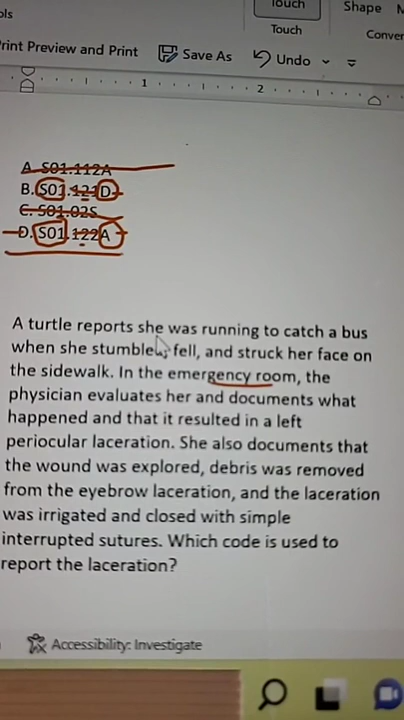 ols
Touch
Shape
Touch
Conver
rint Preview and Print
Save As
Undo
1
2
A. S01.112A
B. S01.121D
C. S01.02S
D. S01.122A
A turtle reports she was running to catch a bus
when she stumbled, fell, and struck her face on
the sidewalk. In the emergency room, the
physician evaluates her and documents what
happened and that it resulted in a left
periocular laceration. She also documents that
the wound was explored, debris was removed
from the eyebrow laceration, and the laceration
was irrigated and closed with simple
interrupted sutures. Which code is used to
report the laceration?
Accessibility: Investigate